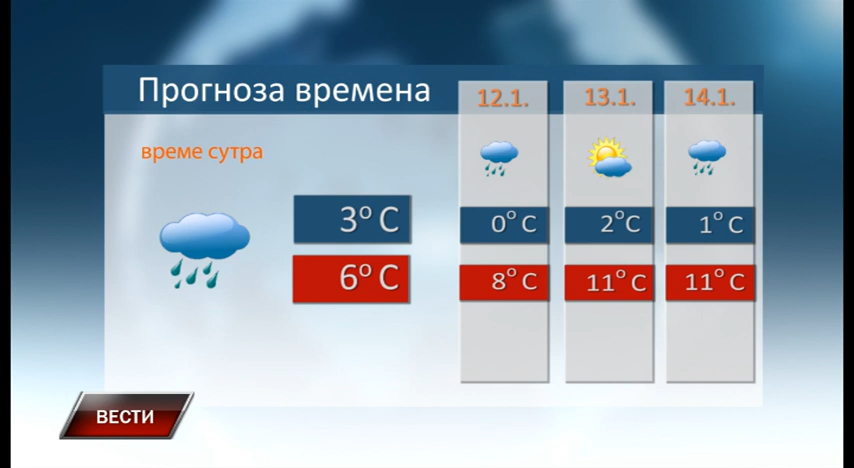 Прогноза времена
време сутра
3° C
6° C
12.1.
0° C
8° C
13.1.
2°C
11° C
14.1.
1° C
11° C
ВЕСТИ